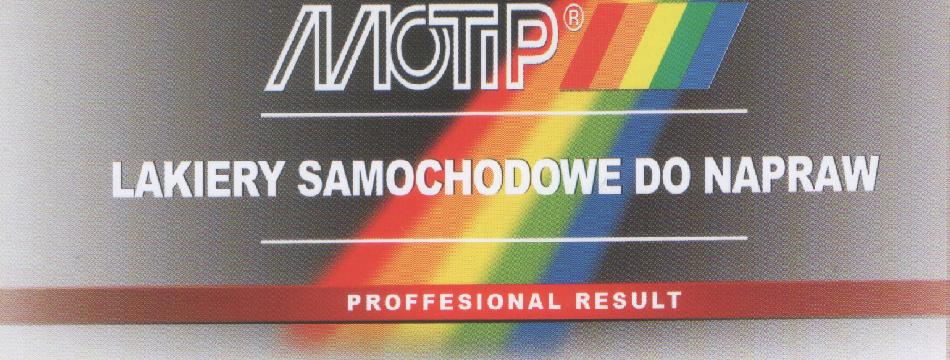 MOTIP®
LAKIERY SAMOCHODOWE DO NAPRAW
PROFFESIONAL RESULT